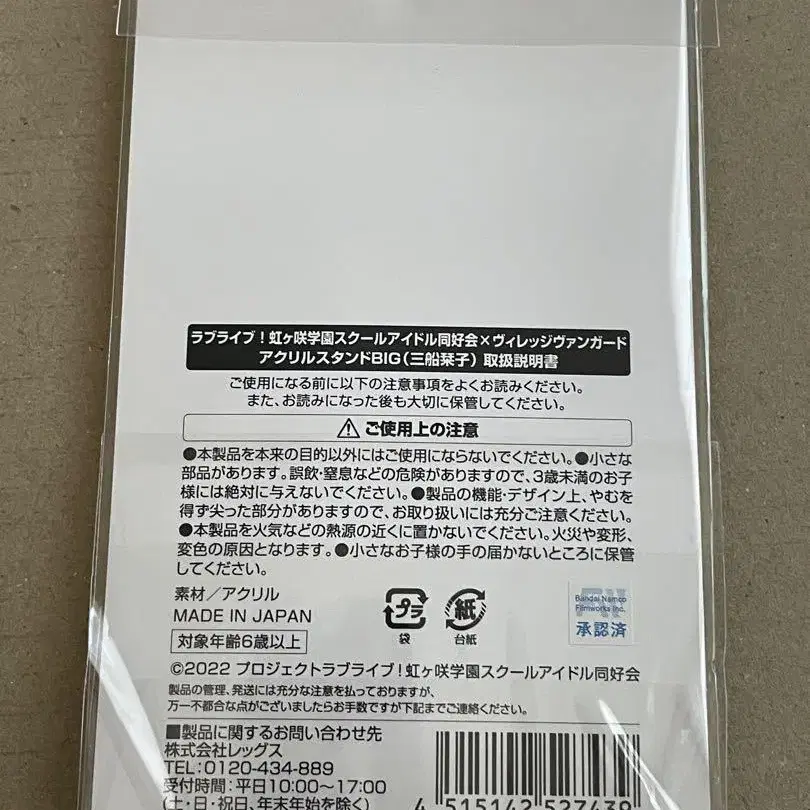 ラブライブ！虹ヶ咲学園スクールアイドル同好会×ヴィレッジヴァンガード
アクリルスタンドBIG（三船栞子）取扱説明書
ご使用になる前に以下の注意事項をよくお読みください。
また、お読みになった後も大切に保管してください。
ご使用上の注意
●本製品を本来の目的以外にはご使用にならないでください。●小さな
部品があります。誤飲・窒息などの危険がありますので、3歳未満のお子
様には絶対に与えないでください。●製品の機能・デザイン上、やむを
得ず尖った部分がありますので、お取り扱いには充分ご注意ください。
●本製品を火気などの熱源の近くに置かないでください。火災や変形、
変色の原因となります。●小さなお子様の手の届かないところに保管
してください。
素材／アクリル
MADE IN JAPAN
対象年齢6歳以上
プラ
袋
紙
台紙
Bandai Namco
Filmworks Inc.
承認済
©2022 プロジェクトラブライブ！虹ヶ咲学園スクールアイドル同好会
製品の管理、発送には充分な注意を払っておりますが、
万一不都合な点がございましたらお手数ですが下記までご連絡ください。
■製品に関するお問い合わせ先
株式会社レッグス
TEL:0120-434-889
受付時間：平日10:00～17:00
（土・日・祝日、年末年始を除く）
4 515142 527438